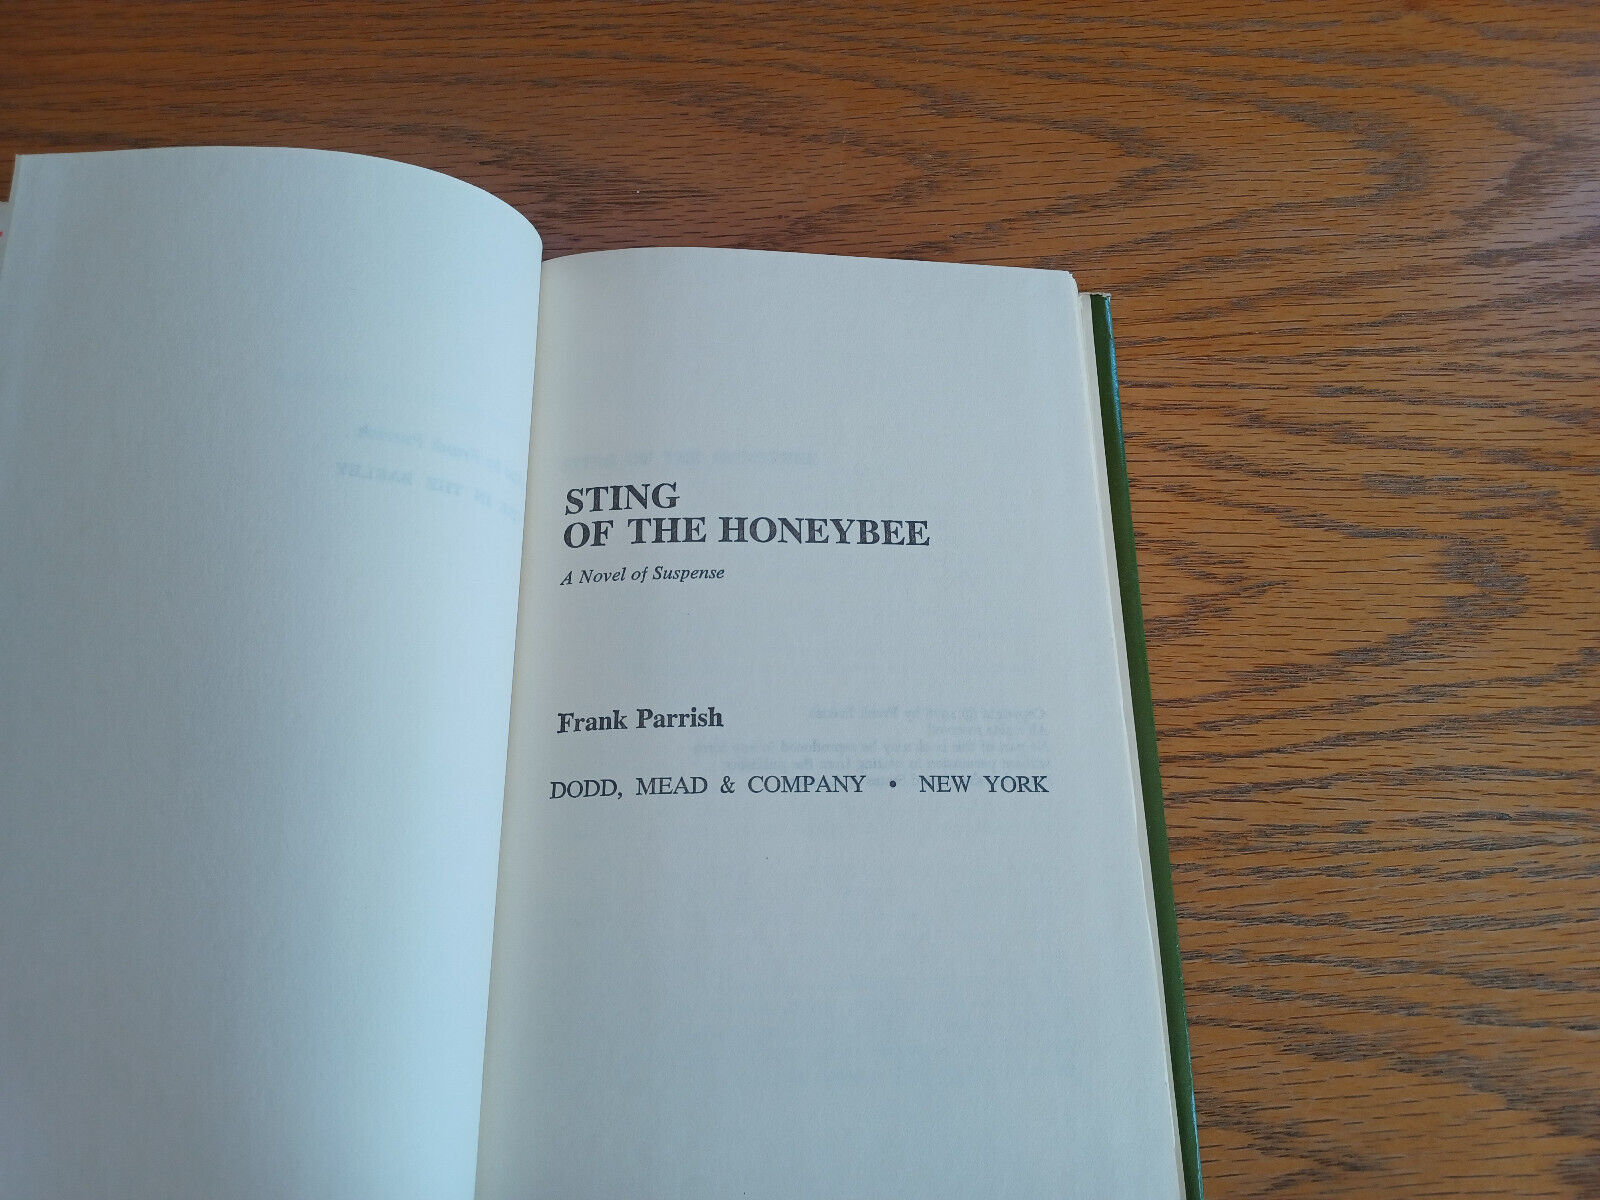 STING
OF THE HONEYBEE
A Novel of Suspense
Frank Parrish
DODD, MEAD & COMPANY • NEW YORK